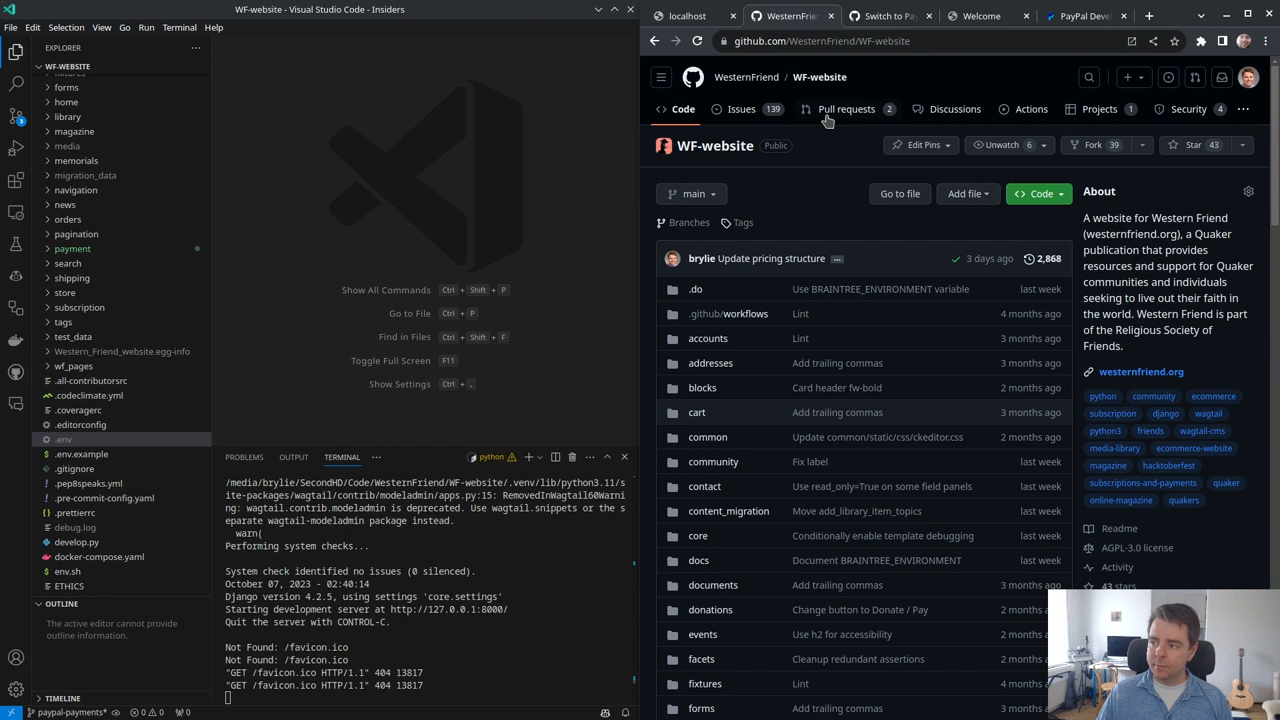 WF-website - Visual Studio Code - Insiders
File Edit Selection View Go Run Terminal Help
EXPLORER
WF-WEBSITE
fixtures
forms
home
library
magazine
media
memorials
migration_data
navigation
news
orders
pagination
payment
search
shipping
store
subscription
tags
test_data
Western_Friend_website.egg-info
wf_pages
.all-contributorsrc
.codeclimate.yml
.coveragerc
.editorconfig
.env
.env.example
.gitignore
.pep8speaks.yml
.pre-commit-config.yaml
.prettierrc
debug.log
develop.py
docker-compose.yaml
env.sh
ETHICS
OUTLINE
The active editor cannot provide
outline information.
TIMELINE
3
Show All Commands Ctrl + Shift + P
Go to File Ctrl + P
Find in Files Ctrl + Shift + F
Toggle Full Screen F11
Show Settings Ctrl + ,
PROBLEMS OUTPUT TERMINAL python
/media/brylie/SecondHD/Code/WesternFriend/WF-website/.venv/lib/python3.11/
site-packages/wagtail/contrib/modeladmin/apps.py:15: RemovedInWagtail60Warn
ing: wagtail.contrib.modeladmin is deprecated. Use wagtail.snippets or the s
eparate wagtail-modeladmin package instead.
warn(
Performing system checks...
System check identified no issues (0 silenced).
October 07, 2023 - 02:40:14
Django version 4.2.5, using settings 'core.settings'
Starting development server at http://127.0.0.1:8000/
Quit the server with CONTROL-C.
Not Found: /favicon.ico
Not Found: /favicon.ico
"GET /favicon.ico HTTP/1.1" 404 13817
"GET /favicon.ico HTTP/1.1" 404 13817
paypal-payments* 0 0 0
localhost WesternFrien Switch to Pay Welcome PayPal Deve
github.com/WesternFriend/WF-website
WesternFriend / WF-website
Code Issues 139 Pull requests 2 Discussions Actions Projects 1 Security 4
WF-website Public Edit Pins Unwatch 6 Fork 39 Star 43
main Go to file Add file Code
Branches Tags
brylie Update pricing structure 3 days ago 2,868
.do Use BRAINTREE_ENVIRONMENT variable last week
.github/workflows Lint 4 months ago
accounts Lint 3 months ago
addresses Add trailing commas 3 months ago
blocks Card header fw-bold 2 months ago
cart Add trailing commas 3 months ago
common Update common/static/css/ckeditor.css 2 months ago
community Fix label last week
contact Use read_only=True on some field panels last week
content_migration Move add_library_item_topics last week
core Conditionally enable template debugging last week
docs Document BRAINTREE_ENVIRONMENT last week
documents Add trailing commas 3 months ago
donations Change button to Donate / Pay last week
events Use h2 for accessibility last week
facets Cleanup redundant assertions last week
fixtures Lint 3 months ago
forms Add trailing commas 3 months ago
About
A website for Western Friend
(westernfriend.org), a Quaker
publication that provides
resources and support for Quaker
communities and individuals
seeking to live out their faith in
the world. Western Friend is part
of the Religious Society of
Friends.
westernfriend.org
python community ecommerce
subscription django wagtail
python3 friends wagtail-cms
media-library ecommerce-website
magazine hacktoberfest
subscriptions-and-payments quaker
online-magazine quakers
Readme
AGPL-3.0 license
Activity
43 stars